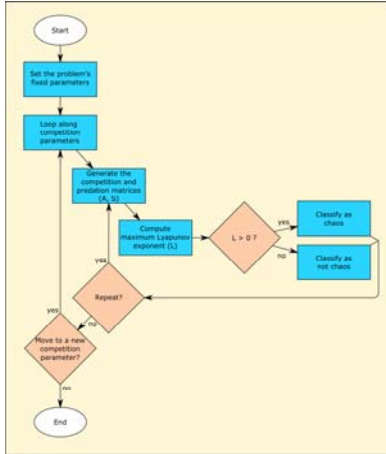 Start
Set the problem's
fixed parameters
Loop along
competition
parameters
Generate the
competition and
predation matrices
(A, S)
Compute
maximum Lyapunov
exponent (L)
L > 0 ?
yes
Classify as
chaos
no
Classify as
not chaos
yes
Repeat?
no
yes
Move to a new
competition
parameter?
no
End